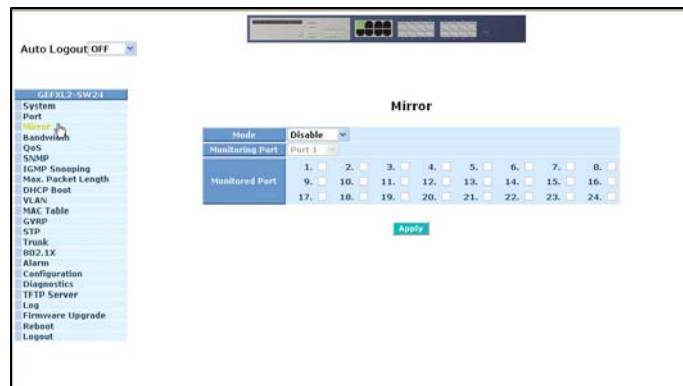 Auto Logout OFF
GEFXL2-SW24
System
Port
Mirror
Bandwidth
QoS
SNMP
IGMP Snooping
Max. Packet Length
DHCP Boot
VLAN
MAC Table
GVRP
STP
Trunk
802.1X
Alarm
Configuration
Diagnostics
TFTP Server
Log
Firmware Upgrade
Reboot
Logout
Mirror
Mode Disable
Monitoring Port Port 1
Monitored Port
1. 2. 3. 4. 5. 6. 7. 8.
9. 10. 11. 12. 13. 14. 15. 16.
17. 18. 19. 20. 21. 22. 23. 24.
Apply